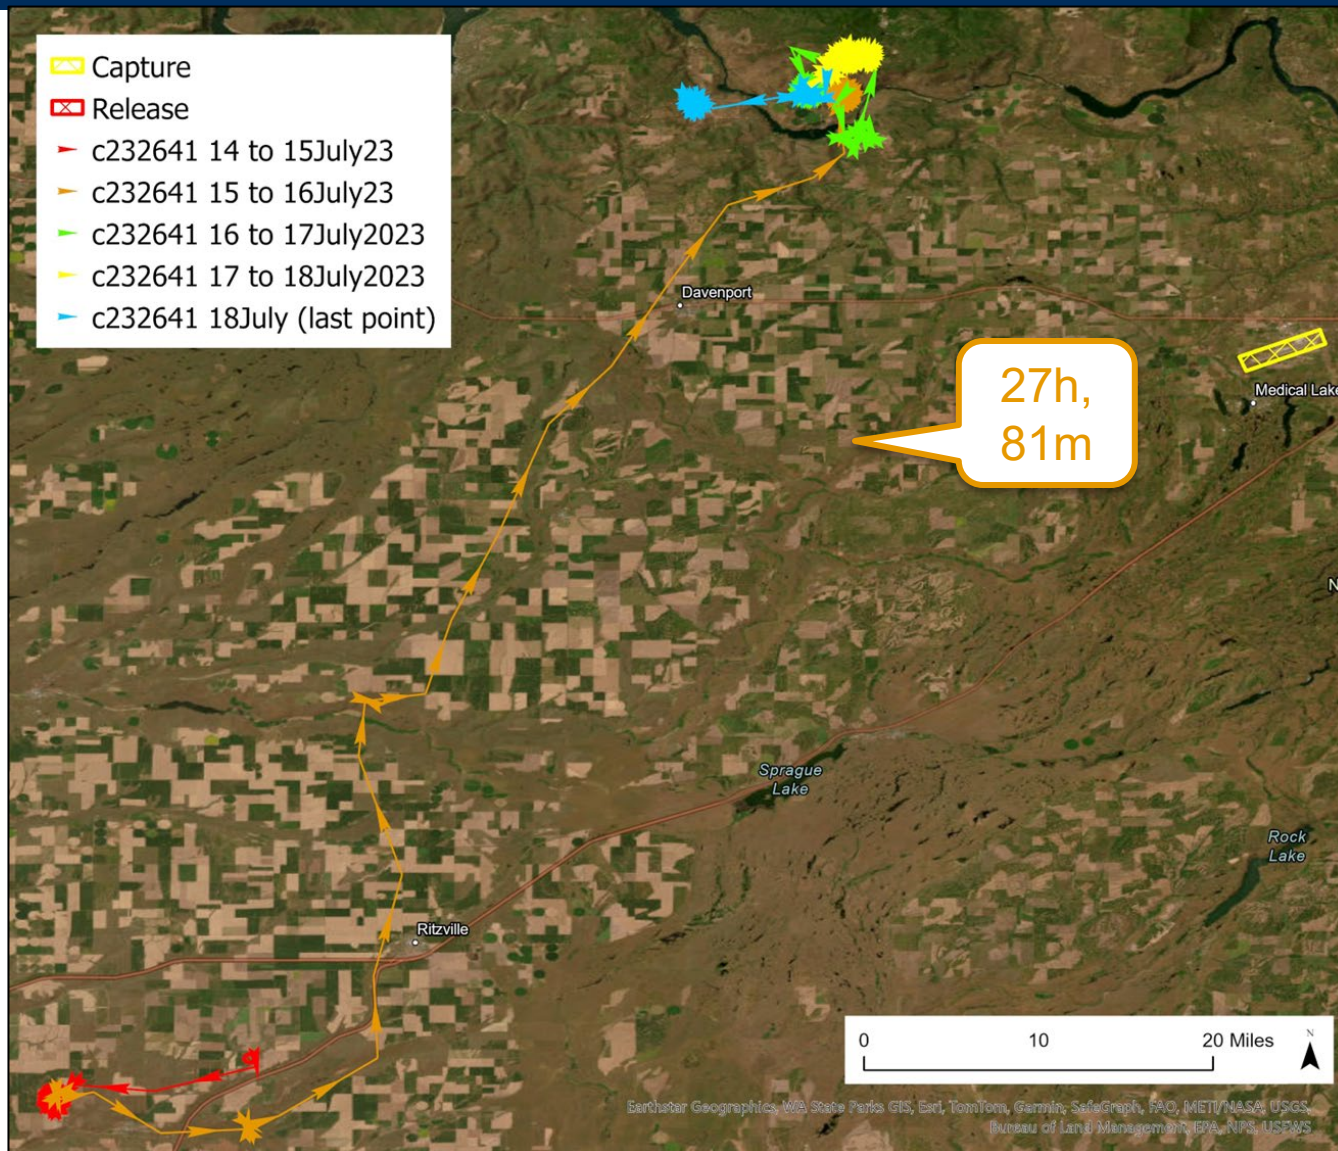 Capture
Release
c232641 14 to 15July23
c232641 15 to 16July23
c232641 16 to 17July2023
c232641 17 to 18July2023
c232641 18July (last point)
Davenport
27h,
81m
Medical Lake
N
Sprague
Lake
Rock
Lake
Ritzville
0 10 20 Miles
N
Earthstar Geographics, WA State Parks GIS, Esri, TomTom, Garmin, SafeGraph, FAO, METI/NASA, USGS,
Bureau of Land Management, EPA, NPS, USFWS